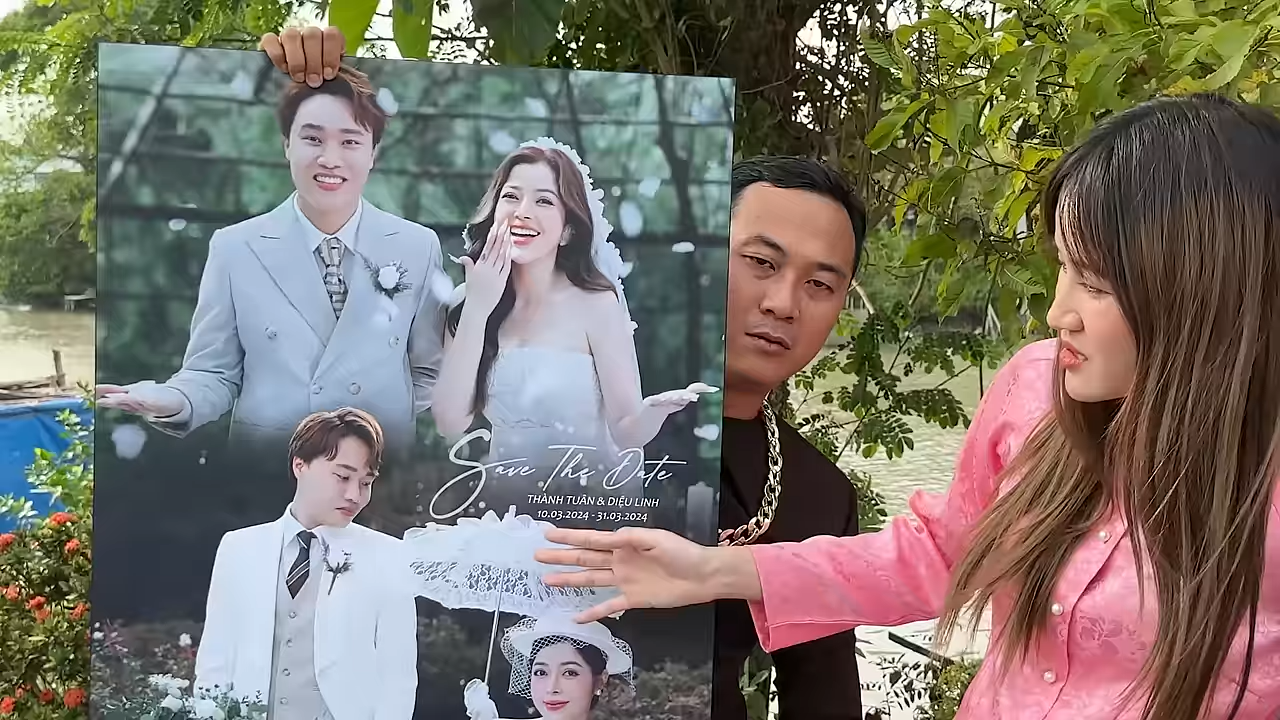 Save The Date
THÀNH TUẤN & DIỆU LINH
10.03.2024 - 31.03.2024